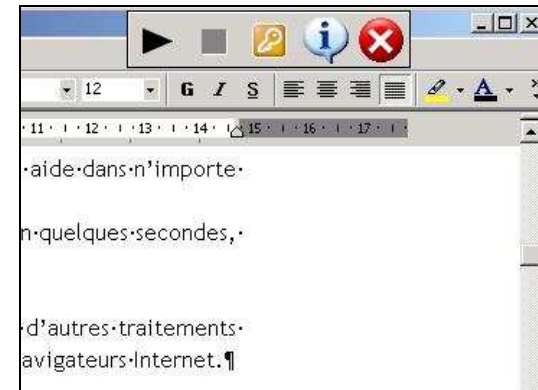 12 G I S A
11 12 13 14 15 16 17
·aide·dans·n'importe·
n·quelques·secondes,·
·d'autres·traitements·
avigateurs·Internet.¶